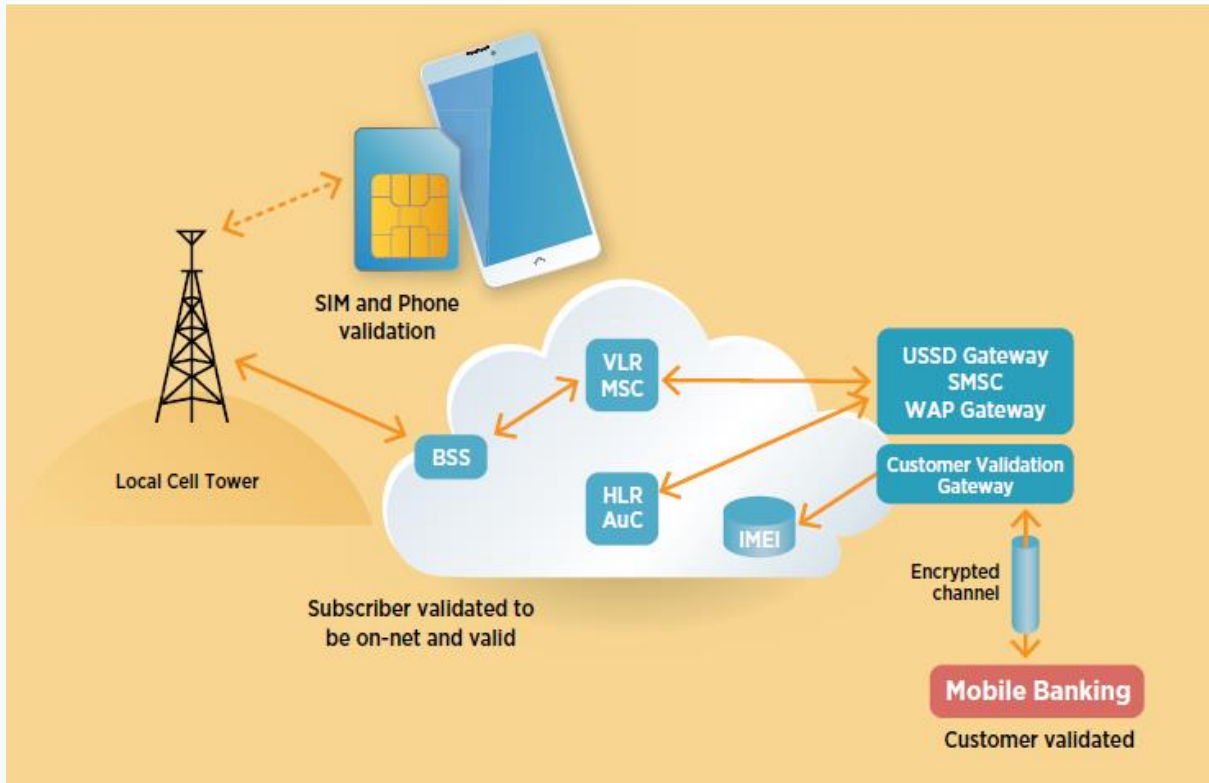 SIM and Phone
validation
Local Cell Tower
BSS
VLR
MSC
HLR
AuC
IMEI
USSD Gateway
SMSC
WAP Gateway
Customer Validation
Gateway
Encrypted
channel
Subscriber validated to
be on-net and valid
Mobile Banking
Customer validated